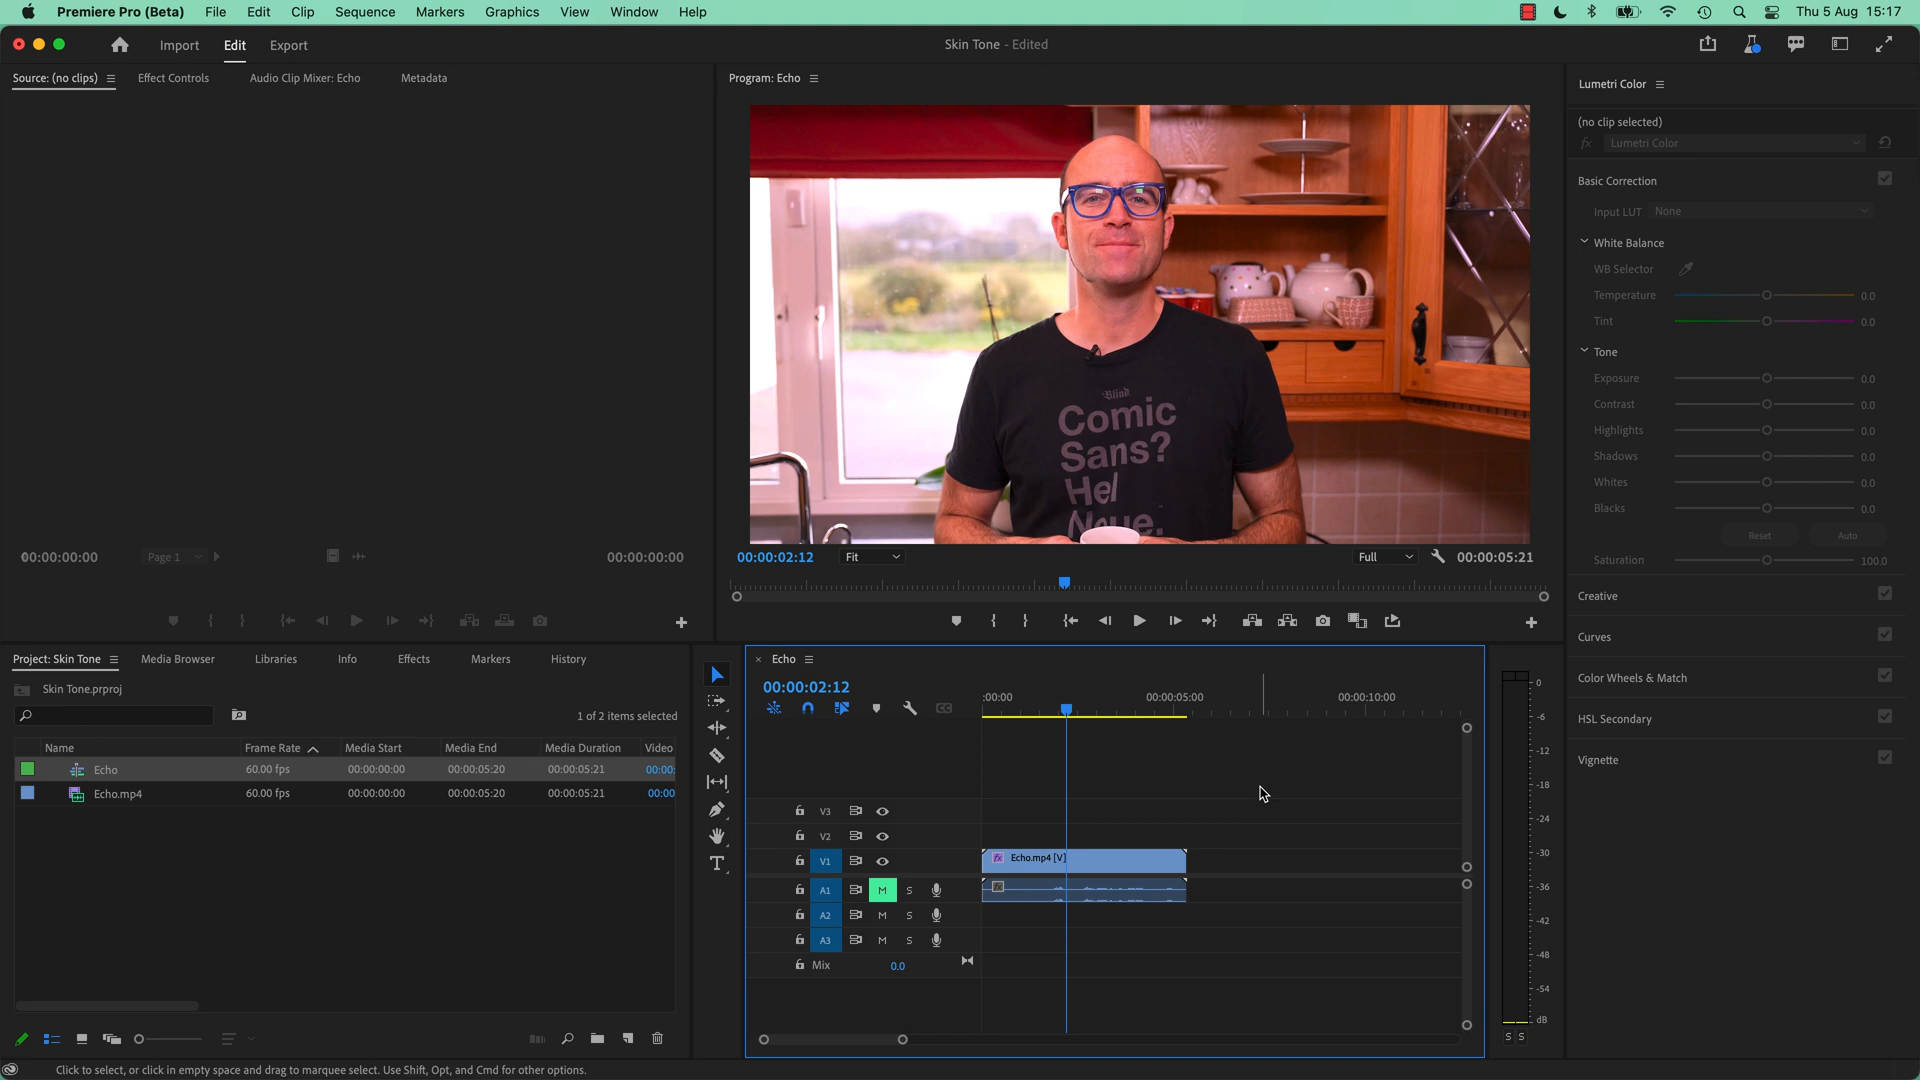 Premiere Pro (Beta) File Edit Clip Sequence Markers Graphics View Window Help Thu 5 Aug 15:17
Import Edit Export Skin Tone - Edited
Source: (no clips) Effect Controls Audio Clip Mixer: Echo Metadata
Program: Echo
Lumetri Color
(no clip selected)
fx Lumetri Color
Basic Correction
Input LUT None
White Balance
WB Selector
Temperature 0.0
Tint 0.0
Tone
Exposure 0.0
Contrast 0.0
Highlights 0.0
Shadows 0.0
Whites 0.0
Blacks 0.0
Reset Auto
Saturation 100.0
Creative
Curves
Color Wheels & Match
HSL Secondary
Vignette
Blind
Comic
Sans?
Hel
Neue.
00:00:00:00 Page 1 00:00:00:00
00:00:02:12 Fit Full 00:00:05:21
Project: Skin Tone Media Browser Libraries Info Effects Markers History
Skin Tone.prproj
1 of 2 items selected
Name Frame Rate Media Start Media End Media Duration Video
Echo 60.00 fps 00:00:00:00 00:00:05:20 00:00:05:21 00:00:
Echo.mp4 60.00 fps 00:00:00:00 00:00:05:20 00:00:05:21 00:00
× Echo
00:00:02:12
:00:00 00:00:05:00 00:00:10:00
CC
V3
V2
V1 fx Echo.mp4 [V]
A1 M S fx
A2 M S
A3 M S
Mix 0.0
T
0
-6
-12
-18
-24
-30
-36
-42
-48
-54
dB
S S
Click to select, or click in empty space and drag to marquee select. Use Shift, Opt, and Cmd for other options.